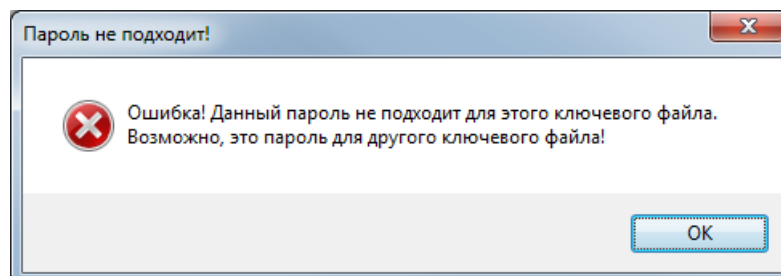 Пароль не подходит!
Ошибка! Данный пароль не подходит для этого ключевого файла.
Возможно, это пароль для другого ключевого файла!
OK